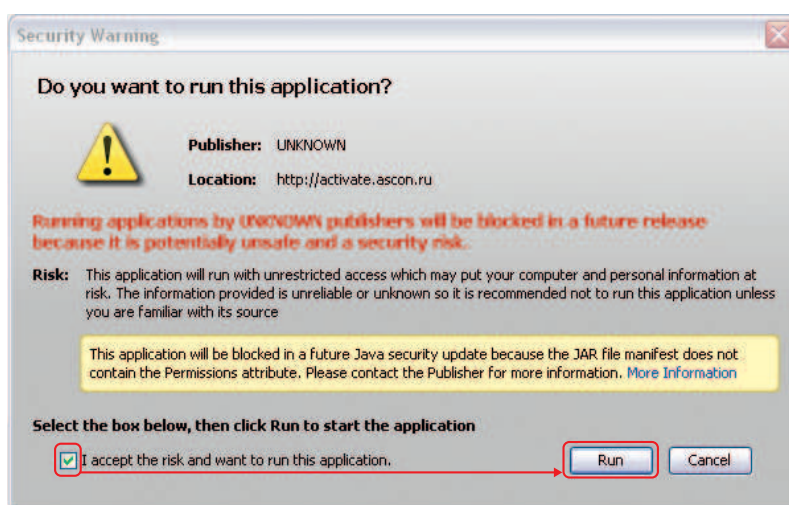 Security Warning
Do you want to run this application?
Publisher: UNKNOWN
Location: http://activate.ascon.ru
Running applications by UNKNOWN publishers will be blocked in a future release
because it is potentially unsafe and a security risk.
Risk: This application will run with unrestricted access which may put your computer and personal information at
risk. The information provided is unreliable or unknown so it is recommended not to run this application unless
you are familiar with its source
This application will be blocked in a future Java security update because the JAR file manifest does not
contain the Permissions attribute. Please contact the Publisher for more information. More Information
Select the box below, then click Run to start the application
I accept the risk and want to run this application.
Run
Cancel